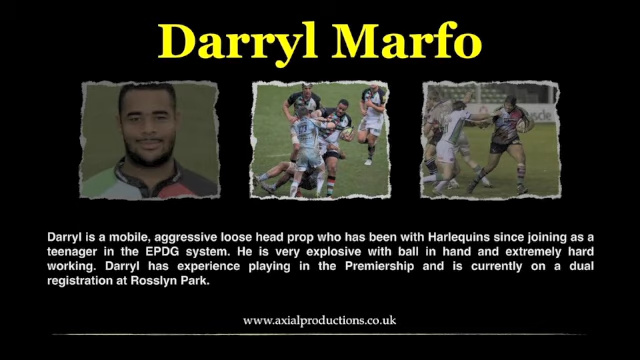 Darryl Marfo
Darryl is a mobile, aggressive loose head prop who has been with Harlequins since joining as a
teenager in the EPDG system. He is very explosive with ball in hand and extremely hard
working. Darryl has experience playing in the Premiership and is currently on a dual
registration at Rosslyn Park.
www.axialproductions.co.uk